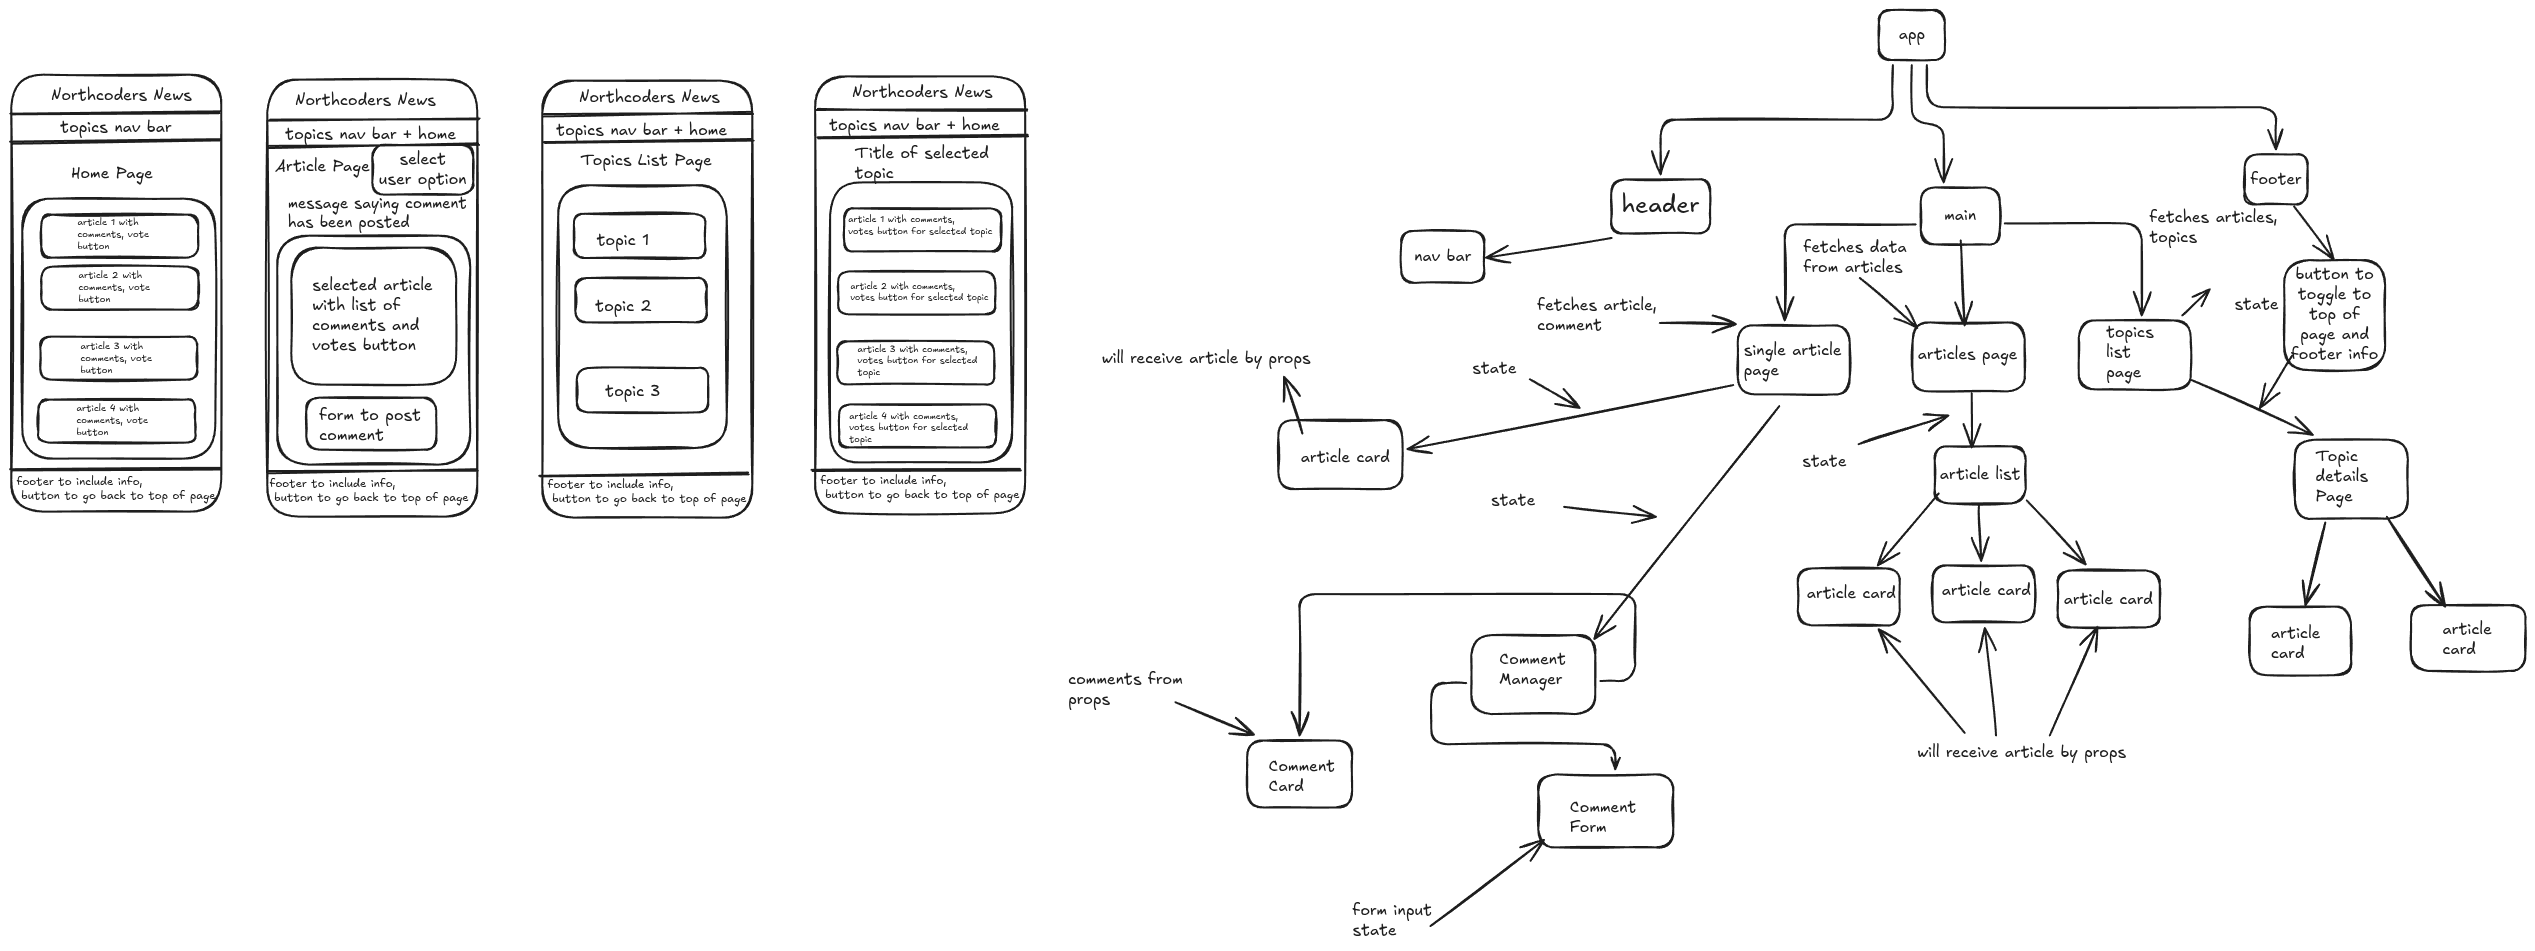 Northcoders News
topics nav bar
Home Page
article 1 with
comments, vote
button
article 2 with
comments, vote
button
article 3 with
comments, vote
button
article 4 with
comments, vote
button
footer to include info,
button to go back to top of page
Northcoders News
topics nav bar + home
Article Page
select
user option
message saying comment
has been posted
selected article
with list of
comments and
votes button
form to post
comment
footer to include info,
button to go back to top of page
Northcoders News
topics nav bar + home
Topics List Page
topic 1
topic 2
topic 3
footer to include info,
button to go back to top of page
Northcoders News
topics nav bar + home
Title of selected
topic
article 1 with comments,
votes button for selected topic
article 2 with comments,
votes button for selected topic
article 3 with comments,
votes button for selected
topic
article 4 with comments,
votes button for selected
topic
footer to include info,
button to go back to top of page
app
header
main
footer
nav bar
fetches data
from articles
fetches articles,
topics
button to
toggle to
top of
page and
footer info
state
fetches article,
comment
single article
page
articles page
topics
list
page
will receive article by props
state
article card
state
article list
Topic
details
Page
state
article card
article card
article card
article
card
article
card
Comment
Manager
comments from
props
will receive article by props
Comment
Card
Comment
Form
form input
state